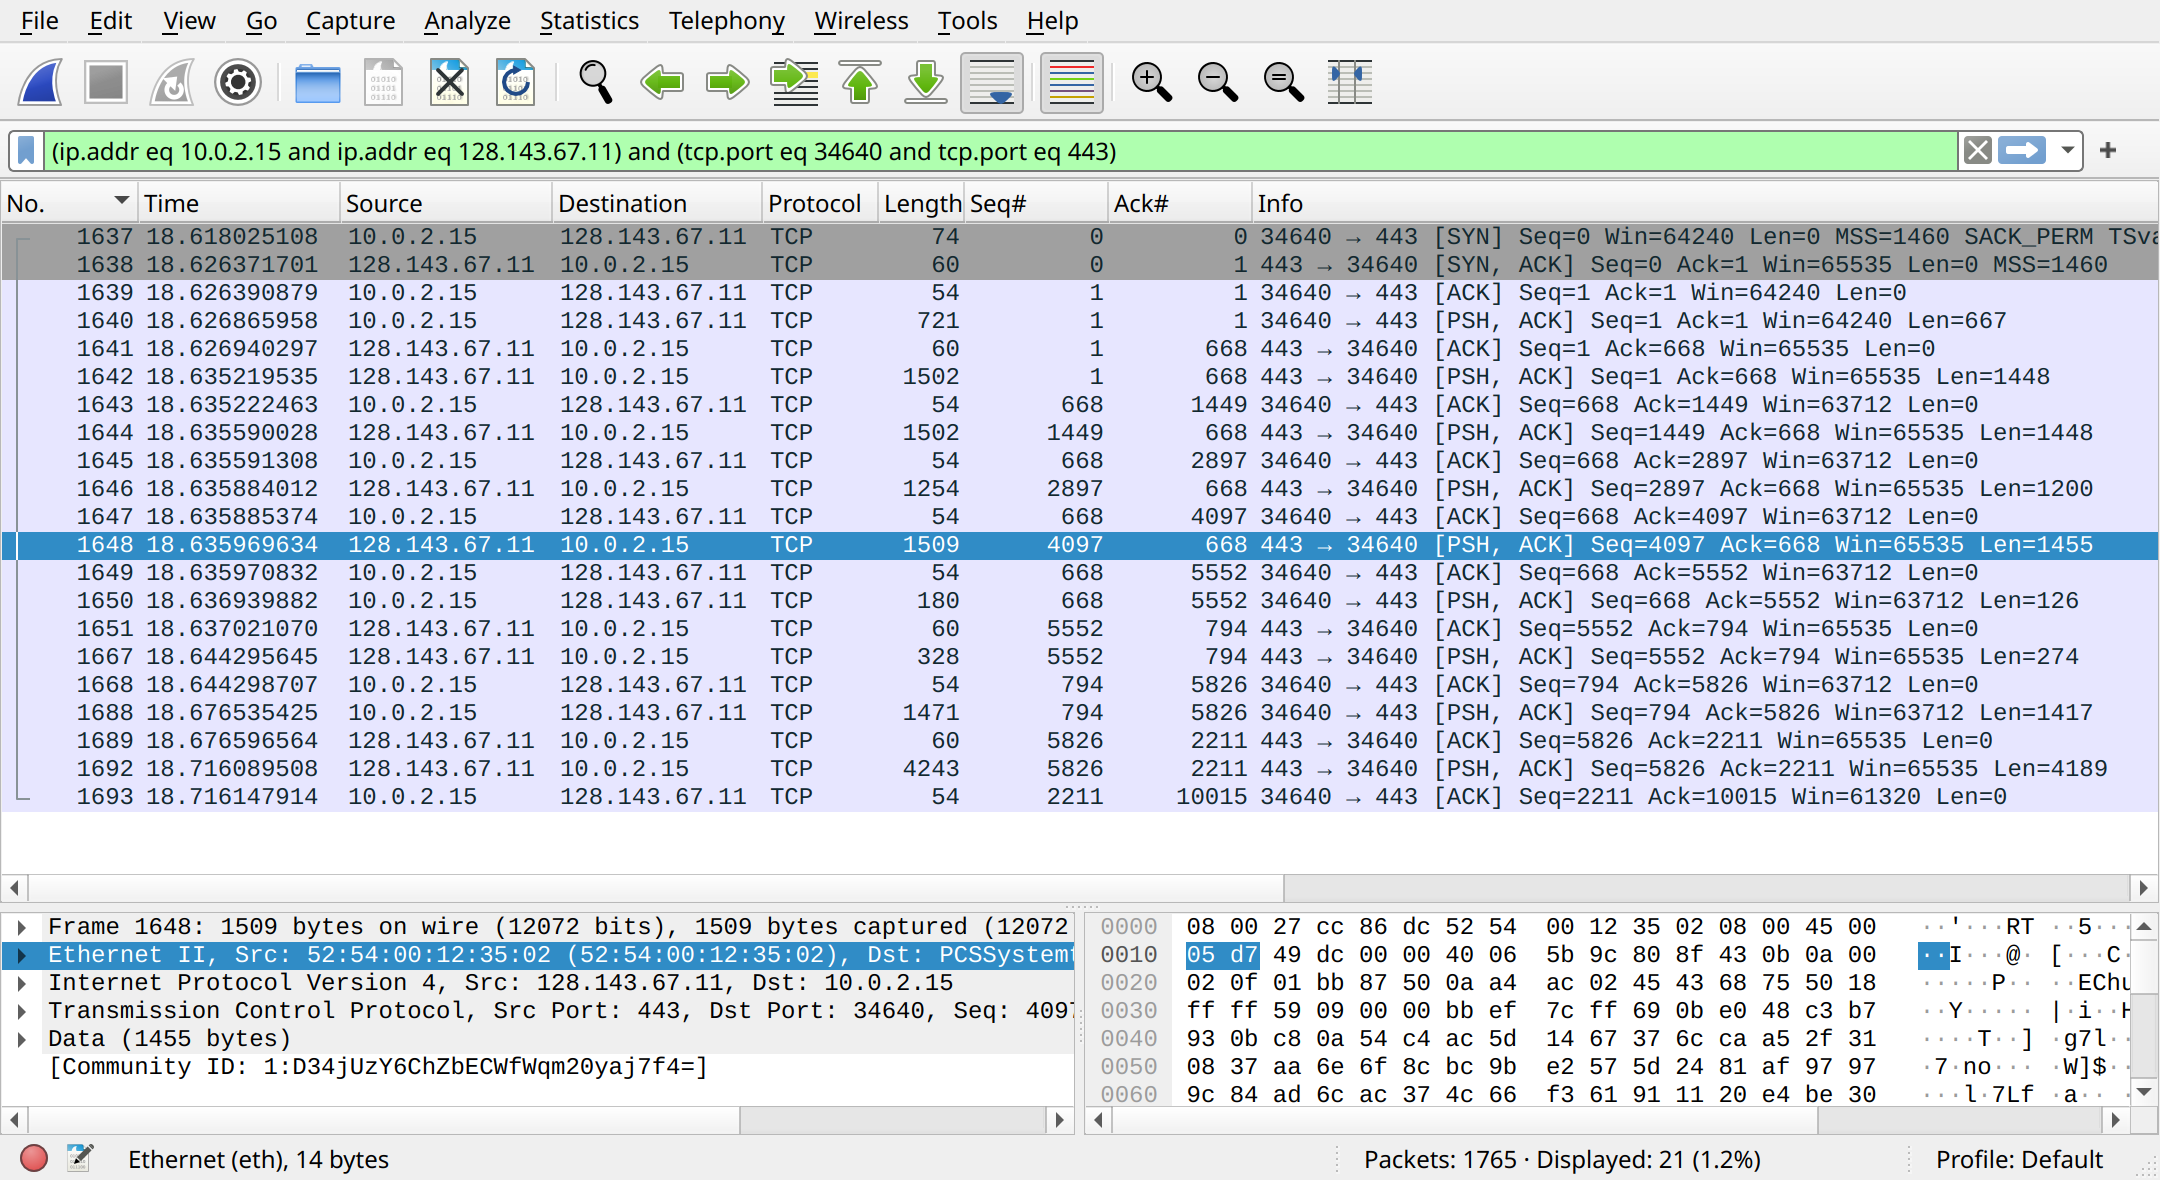 File Edit View Go Capture Analyze Statistics Telephony Wireless Tools Help
(ip.addr eq 10.0.2.15 and ip.addr eq 128.143.67.11) and (tcp.port eq 34640 and tcp.port eq 443)
No. Time Source Destination Protocol Length Seq# Ack# Info
1637 18.618025108 10.0.2.15 128.143.67.11 TCP 74 0 0 34640 → 443 [SYN] Seq=0 Win=64240 Len=0 MSS=1460 SACK_PERM TSva
1638 18.626371701 128.143.67.11 10.0.2.15 TCP 60 0 1 443 → 34640 [SYN, ACK] Seq=0 Ack=1 Win=65535 Len=0 MSS=1460
1639 18.626390879 10.0.2.15 128.143.67.11 TCP 54 1 1 34640 → 443 [ACK] Seq=1 Ack=1 Win=64240 Len=0
1640 18.626865958 10.0.2.15 128.143.67.11 TCP 721 1 1 34640 → 443 [PSH, ACK] Seq=1 Ack=1 Win=64240 Len=667
1641 18.626940297 128.143.67.11 10.0.2.15 TCP 60 1 668 443 → 34640 [ACK] Seq=1 Ack=668 Win=65535 Len=0
1642 18.635219535 128.143.67.11 10.0.2.15 TCP 1502 1 668 443 → 34640 [PSH, ACK] Seq=1 Ack=668 Win=65535 Len=1448
1643 18.635222463 10.0.2.15 128.143.67.11 TCP 54 668 1449 34640 → 443 [ACK] Seq=668 Ack=1449 Win=63712 Len=0
1644 18.635590028 128.143.67.11 10.0.2.15 TCP 1502 1449 668 443 → 34640 [PSH, ACK] Seq=1449 Ack=668 Win=65535 Len=1448
1645 18.635591308 10.0.2.15 128.143.67.11 TCP 54 668 2897 34640 → 443 [ACK] Seq=668 Ack=2897 Win=63712 Len=0
1646 18.635884012 128.143.67.11 10.0.2.15 TCP 1254 2897 668 443 → 34640 [PSH, ACK] Seq=2897 Ack=668 Win=65535 Len=1200
1647 18.635885374 10.0.2.15 128.143.67.11 TCP 54 668 4097 34640 → 443 [ACK] Seq=668 Ack=4097 Win=63712 Len=0
1648 18.635969634 128.143.67.11 10.0.2.15 TCP 1509 4097 668 443 → 34640 [PSH, ACK] Seq=4097 Ack=668 Win=65535 Len=1455
1649 18.635970832 10.0.2.15 128.143.67.11 TCP 54 668 5552 34640 → 443 [ACK] Seq=668 Ack=5552 Win=63712 Len=0
1650 18.636939882 10.0.2.15 128.143.67.11 TCP 180 668 5552 34640 → 443 [PSH, ACK] Seq=668 Ack=5552 Win=63712 Len=126
1651 18.637021070 128.143.67.11 10.0.2.15 TCP 60 5552 794 443 → 34640 [ACK] Seq=5552 Ack=794 Win=65535 Len=0
1667 18.644295645 128.143.67.11 10.0.2.15 TCP 328 5552 794 443 → 34640 [PSH, ACK] Seq=5552 Ack=794 Win=65535 Len=274
1668 18.644298707 10.0.2.15 128.143.67.11 TCP 54 794 5826 34640 → 443 [ACK] Seq=794 Ack=5826 Win=63712 Len=0
1688 18.676535425 10.0.2.15 128.143.67.11 TCP 1471 794 5826 34640 → 443 [PSH, ACK] Seq=794 Ack=5826 Win=63712 Len=1417
1689 18.676596564 128.143.67.11 10.0.2.15 TCP 60 5826 2211 443 → 34640 [ACK] Seq=5826 Ack=2211 Win=65535 Len=0
1692 18.716089508 128.143.67.11 10.0.2.15 TCP 4243 5826 2211 443 → 34640 [PSH, ACK] Seq=5826 Ack=2211 Win=65535 Len=4189
1693 18.716147914 10.0.2.15 128.143.67.11 TCP 54 2211 10015 34640 → 443 [ACK] Seq=2211 Ack=10015 Win=61320 Len=0
Frame 1648: 1509 bytes on wire (12072 bits), 1509 bytes captured (12072
Ethernet II, Src: 52:54:00:12:35:02 (52:54:00:12:35:02), Dst: PCSSystemt
Internet Protocol Version 4, Src: 128.143.67.11, Dst: 10.0.2.15
Transmission Control Protocol, Src Port: 443, Dst Port: 34640, Seq: 4097
Data (1455 bytes)
[Community ID: 1:D34jUzY6ChZbECWfWqm20yaj7f4=]
0000 08 00 27 cc 86 dc 52 54 00 12 35 02 08 00 45 00 ··'···RT ··5···
0010 05 d7 49 dc 00 00 40 06 5b 9c 80 8f 43 0b 0a 00 ··I···@· [···C·
0020 02 0f 01 bb 87 50 0a a4 ac 02 45 43 68 75 50 18 ·····P·· ··EChu
0030 ff ff 59 09 00 00 bb ef 7c ff 69 0b e0 48 c3 b7 ··Y····· |·i··H
0040 93 0b c8 0a 54 c4 ac 5d 14 67 37 6c ca a5 2f 31 ····T··] ·g7l··
0050 08 37 aa 6e 6f 8c bc 9b e2 57 5d 24 81 af 97 97 ·7·no··· ·W]$··
0060 9c 84 ad 6c ac 37 4c 66 f3 61 91 11 20 e4 be 30 ···l·7Lf ·a·· ·
Ethernet (eth), 14 bytes
Packets: 1765 · Displayed: 21 (1.2%)
Profile: Default